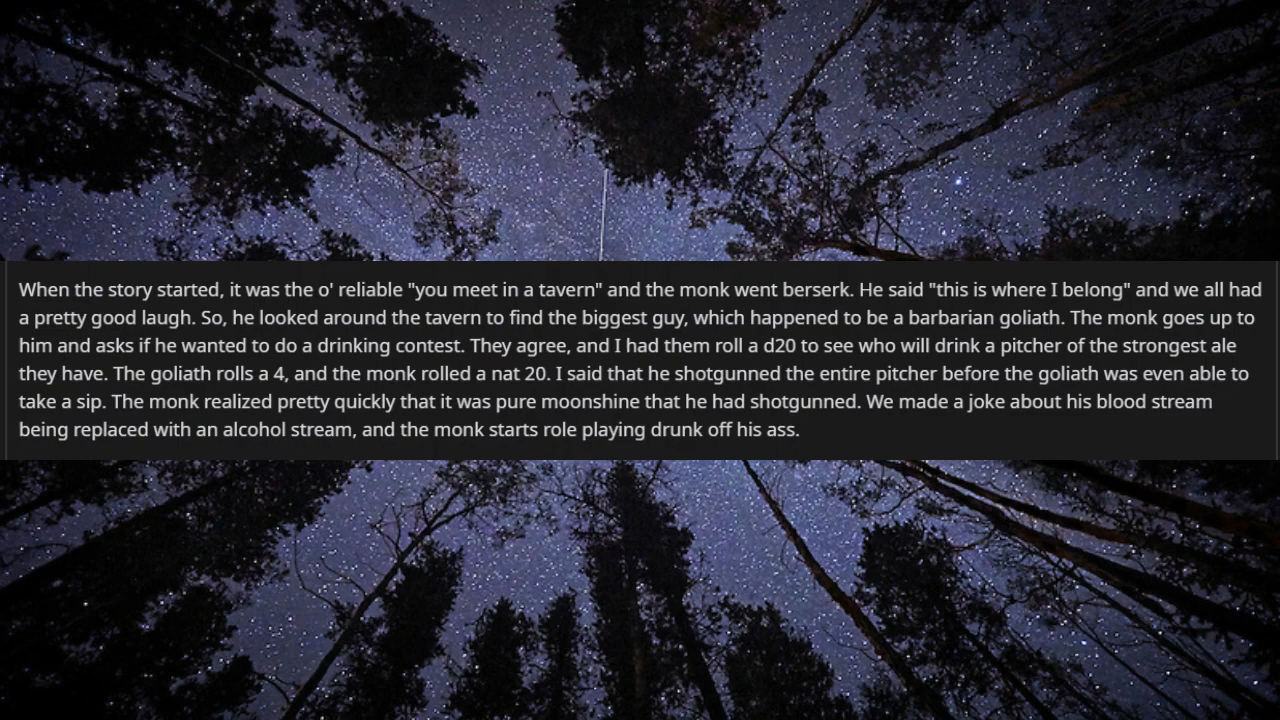 When the story started, it was the o' reliable "you meet in a tavern" and the monk went berserk. He said "this is where I belong" and we all had
a pretty good laugh. So, he looked around the tavern to find the biggest guy, which happened to be a barbarian goliath. The monk goes up to
him and asks if he wanted to do a drinking contest. They agree, and I had them roll a d20 to see who will drink a pitcher of the strongest ale
they have. The goliath rolls a 4, and the monk rolled a nat 20. I said that he shotgunned the entire pitcher before the goliath was even able to
take a sip. The monk realized pretty quickly that it was pure moonshine that he had shotgunned. We made a joke about his blood stream
being replaced with an alcohol stream, and the monk starts role playing drunk off his ass.